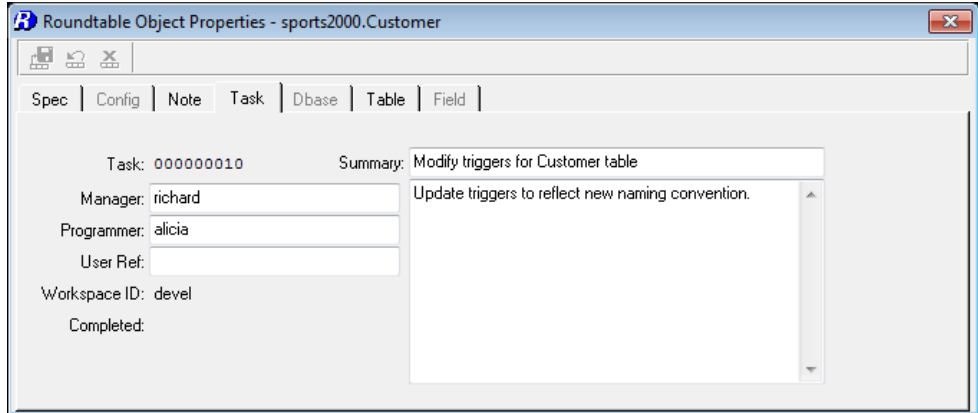 Roundtable Object Properties - sports2000.Customer
Spec Config Note Task Dbase Table Field
Task: 000000010 Summary: Modify triggers for Customer table
Manager: richard Update triggers to reflect new naming convention.
Programmer: alicia
User Ref:
Workspace ID: devel
Completed: